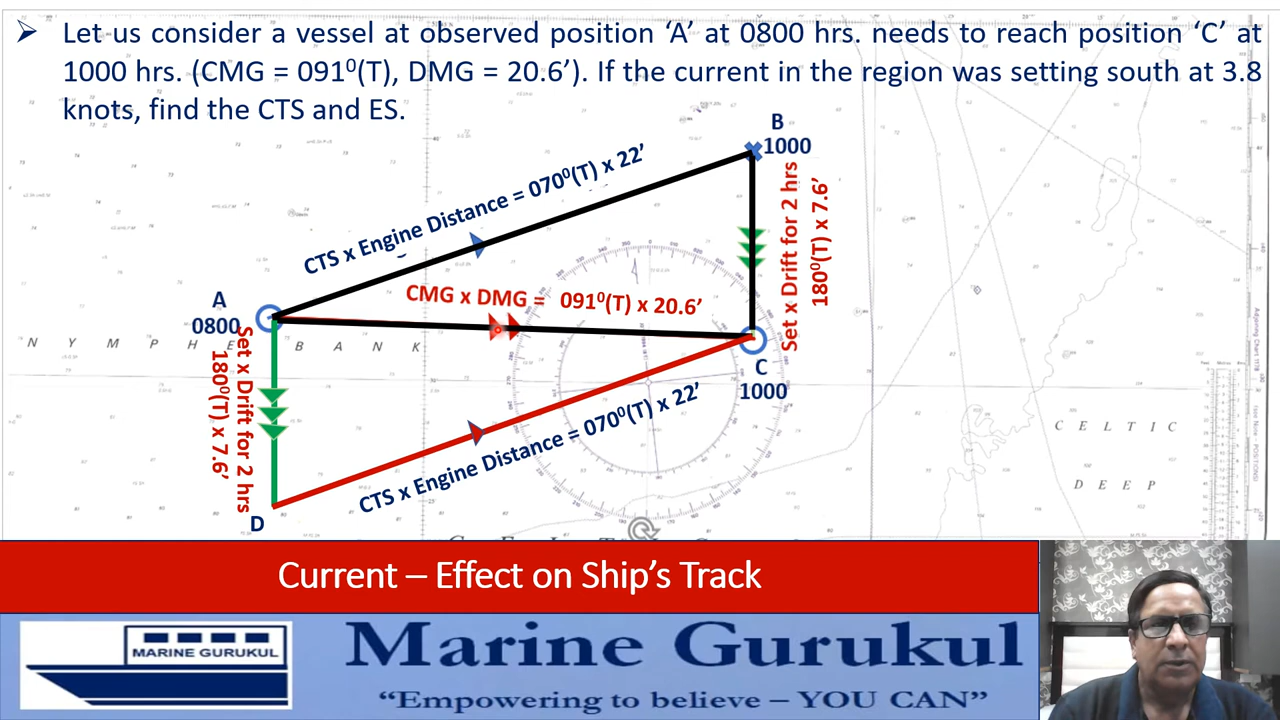 ➢ Let us consider a vessel at observed position ‘A’ at 0800 hrs. needs to reach position ‘C’ at
1000 hrs. (CMG = 091⁰(T), DMG = 20.6’). If the current in the region was setting south at 3.8
knots, find the CTS and ES.
B
1000
CTS x Engine Distance = 070⁰(T) x 22’
Set x Drift for 2 hrs
180⁰(T) x 7.6’
A
0800
CMG x DMG = 091⁰(T) x 20.6’
NYMPHE BANK
Set x Drift for 2 hrs
180⁰(T) x 7.6’
C
1000
CTS x Engine Distance = 070⁰(T) x 22’
D
CELTIC
DEEP
Current – Effect on Ship’s Track
MARINE GURUKUL
Marine Gurukul
“Empowering to believe – YOU CAN”